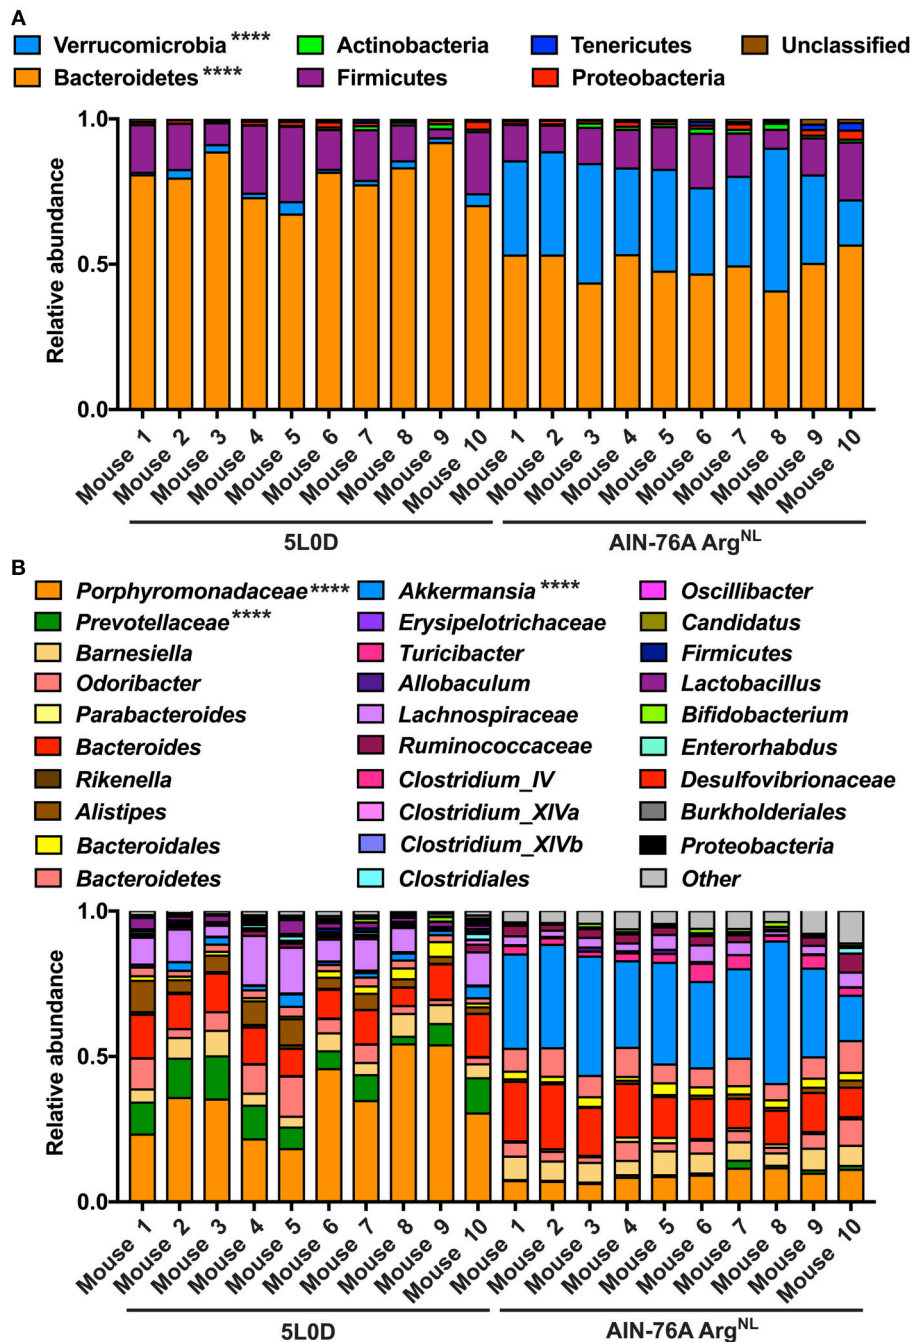 A
Verrucomicrobia**** Actinobacteria Tenericutes Unclassified
Bacteroidetes**** Firmicutes Proteobacteria
Relative abundance
1.0
0.5
0.0
Mouse 1 Mouse 2 Mouse 3 Mouse 4 Mouse 5 Mouse 6 Mouse 7 Mouse 8 Mouse 9 Mouse 10 Mouse 1 Mouse 2 Mouse 3 Mouse 4 Mouse 5 Mouse 6 Mouse 7 Mouse 8 Mouse 9 Mouse 10
5L0D AIN-76A Arg^NL
B
Porphyromonadaceae**** Akkermansia**** Oscillibacter
Prevotellaceae**** Erysipelotrichaceae Candidatus
Barnesiella Turicibacter Firmicutes
Odoribacter Allobaculum Lactobacillus
Parabacteroides Lachnospiraceae Bifidobacterium
Bacteroides Ruminococcaceae Enterorhabdus
Rikenella Clostridium_IV Desulfovibrionaceae
Alistipes Clostridium_XIVa Burkholderiales
Bacteroidales Clostridium_XIVb Proteobacteria
Bacteroidetes Clostridiales Other
Relative abundance
1.0
0.5
0.0
Mouse 1 Mouse 2 Mouse 3 Mouse 4 Mouse 5 Mouse 6 Mouse 7 Mouse 8 Mouse 9 Mouse 10 Mouse 1 Mouse 2 Mouse 3 Mouse 4 Mouse 5 Mouse 6 Mouse 7 Mouse 8 Mouse 9 Mouse 10
5L0D AIN-76A Arg^NL